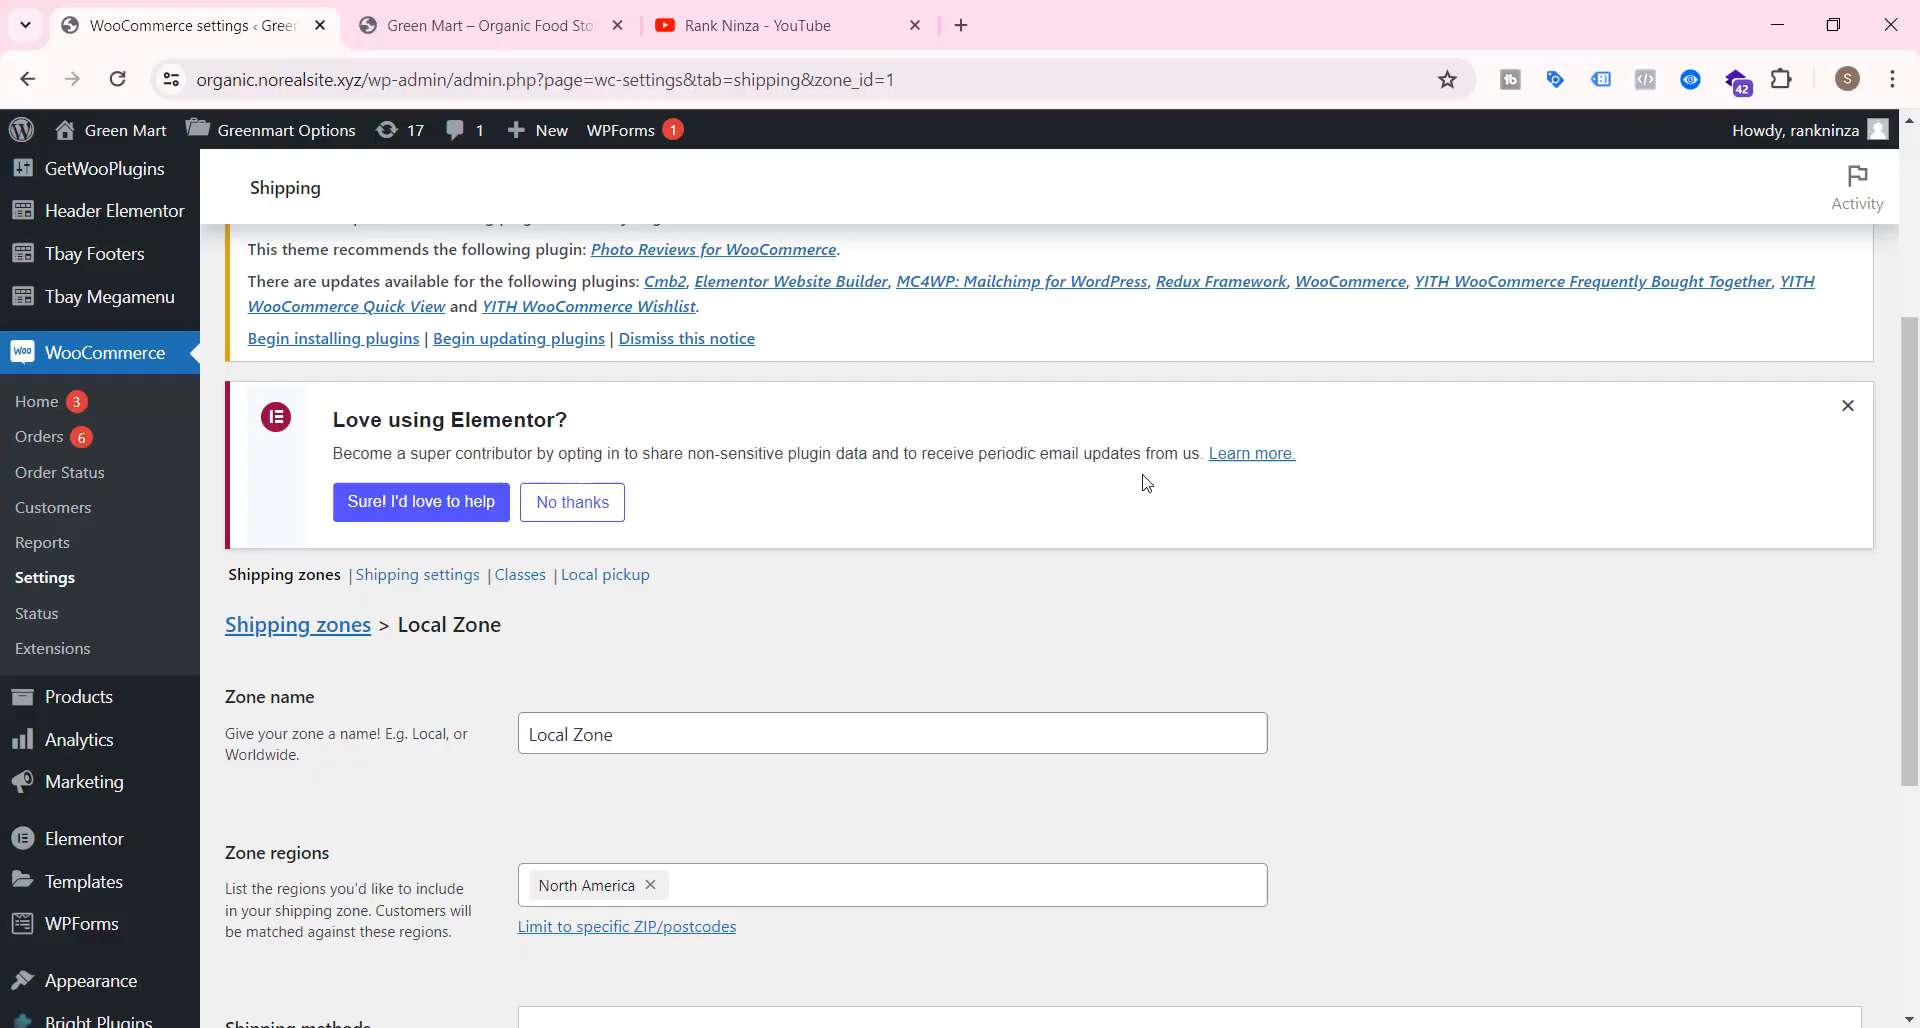 WooCommerce settings ‹ Green
Green Mart – Organic Food Sto
Rank Ninza - YouTube
organic.norealsite.xyz/wp-admin/admin.php?page=wc-settings&tab=shipping&zone_id=1
42
S
Green Mart
Greenmart Options
17
1
New
WPForms 1
Howdy, rankninza
GetWooPlugins
Header Elementor
Tbay Footers
Tbay Megamenu
WooCommerce
Home 3
Orders 6
Order Status
Customers
Reports
Settings
Status
Extensions
Products
Analytics
Marketing
Elementor
Templates
WPForms
Appearance
Bright Plugins
Shipping
Activity
This theme recommends the following plugin: Photo Reviews for WooCommerce.
There are updates available for the following plugins: Cmb2, Elementor Website Builder, MC4WP: Mailchimp for WordPress, Redux Framework, WooCommerce, YITH WooCommerce Frequently Bought Together, YITH
WooCommerce Quick View and YITH WooCommerce Wishlist.
Begin installing plugins | Begin updating plugins | Dismiss this notice
Love using Elementor?
Become a super contributor by opting in to share non-sensitive plugin data and to receive periodic email updates from us. Learn more.
Sure! I'd love to help
No thanks
Shipping zones | Shipping settings | Classes | Local pickup
Shipping zones > Local Zone
Zone name
Give your zone a name! E.g. Local, or
Worldwide.
Local Zone
Zone regions
List the regions you'd like to include
in your shipping zone. Customers will
be matched against these regions.
North America
Limit to specific ZIP/postcodes
Shipping methods